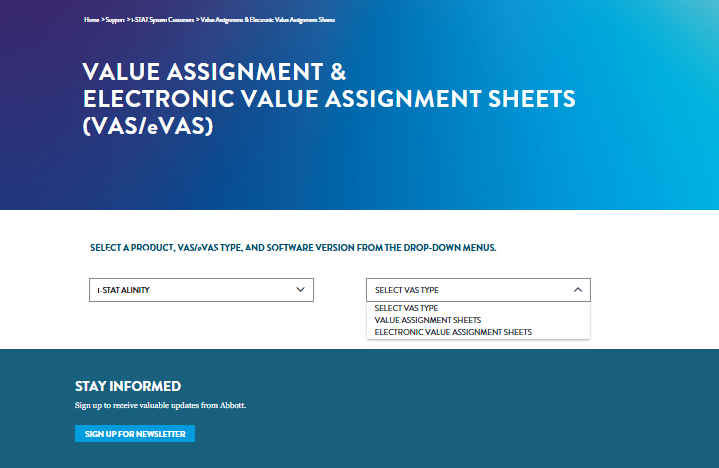 Home > Support > i-STAT System Customers > Value Assignment & Electronic Value Assignment Sheets
VALUE ASSIGNMENT &
ELECTRONIC VALUE ASSIGNMENT SHEETS
(VAS/eVAS)
SELECT A PRODUCT, VAS/eVAS TYPE, AND SOFTWARE VERSION FROM THE DROP-DOWN MENUS.
i-STAT ALINITY
SELECT VAS TYPE
SELECT VAS TYPE
VALUE ASSIGNMENT SHEETS
ELECTRONIC VALUE ASSIGNMENT SHEETS
STAY INFORMED
Sign up to receive valuable updates from Abbott.
SIGN UP FOR NEWSLETTER